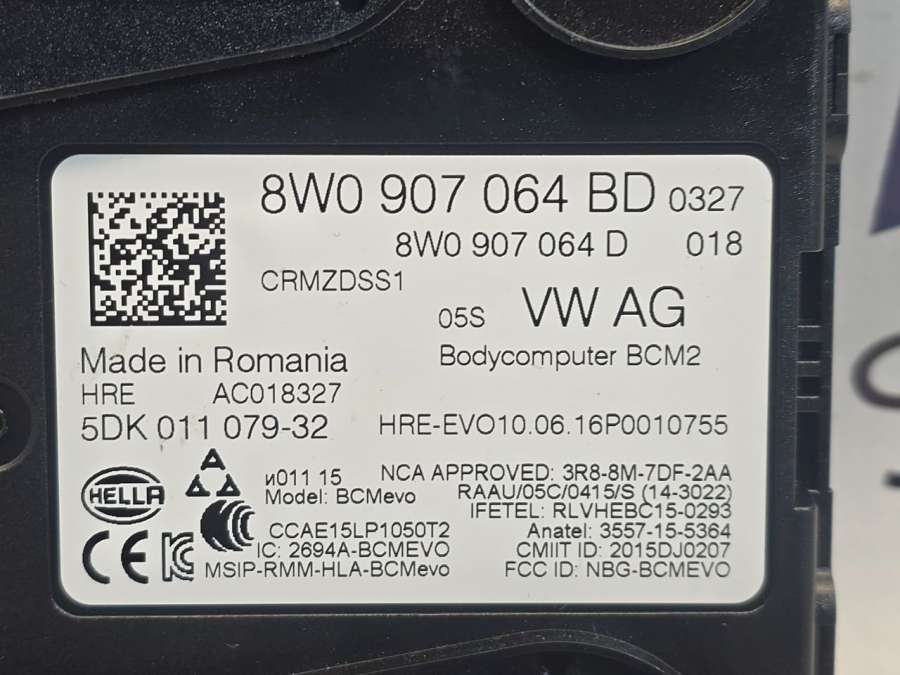 8W0 907 064 BD 0327
8W0 907 064 D 018
CRMZDSS1
05S VW AG
Made in Romania Bodycomputer BCM2
HRE AC018327
5DK 011 079-32 HRE-EVO10.06.16P0010755
HELLA
и011 15 NCA APPROVED: 3R8-8M-7DF-2AA
Model: BCMevo RAAU/05C/0415/S (14-3022)
IFETEL: RLVHEBC15-0293
CCAE15LP1050T2 Anatel: 3557-15-5364
IC: 2694A-BCMEVO CMIIT ID: 2015DJ0207
CE MSIP-RMM-HLA-BCMevo FCC ID: NBG-BCMEVO